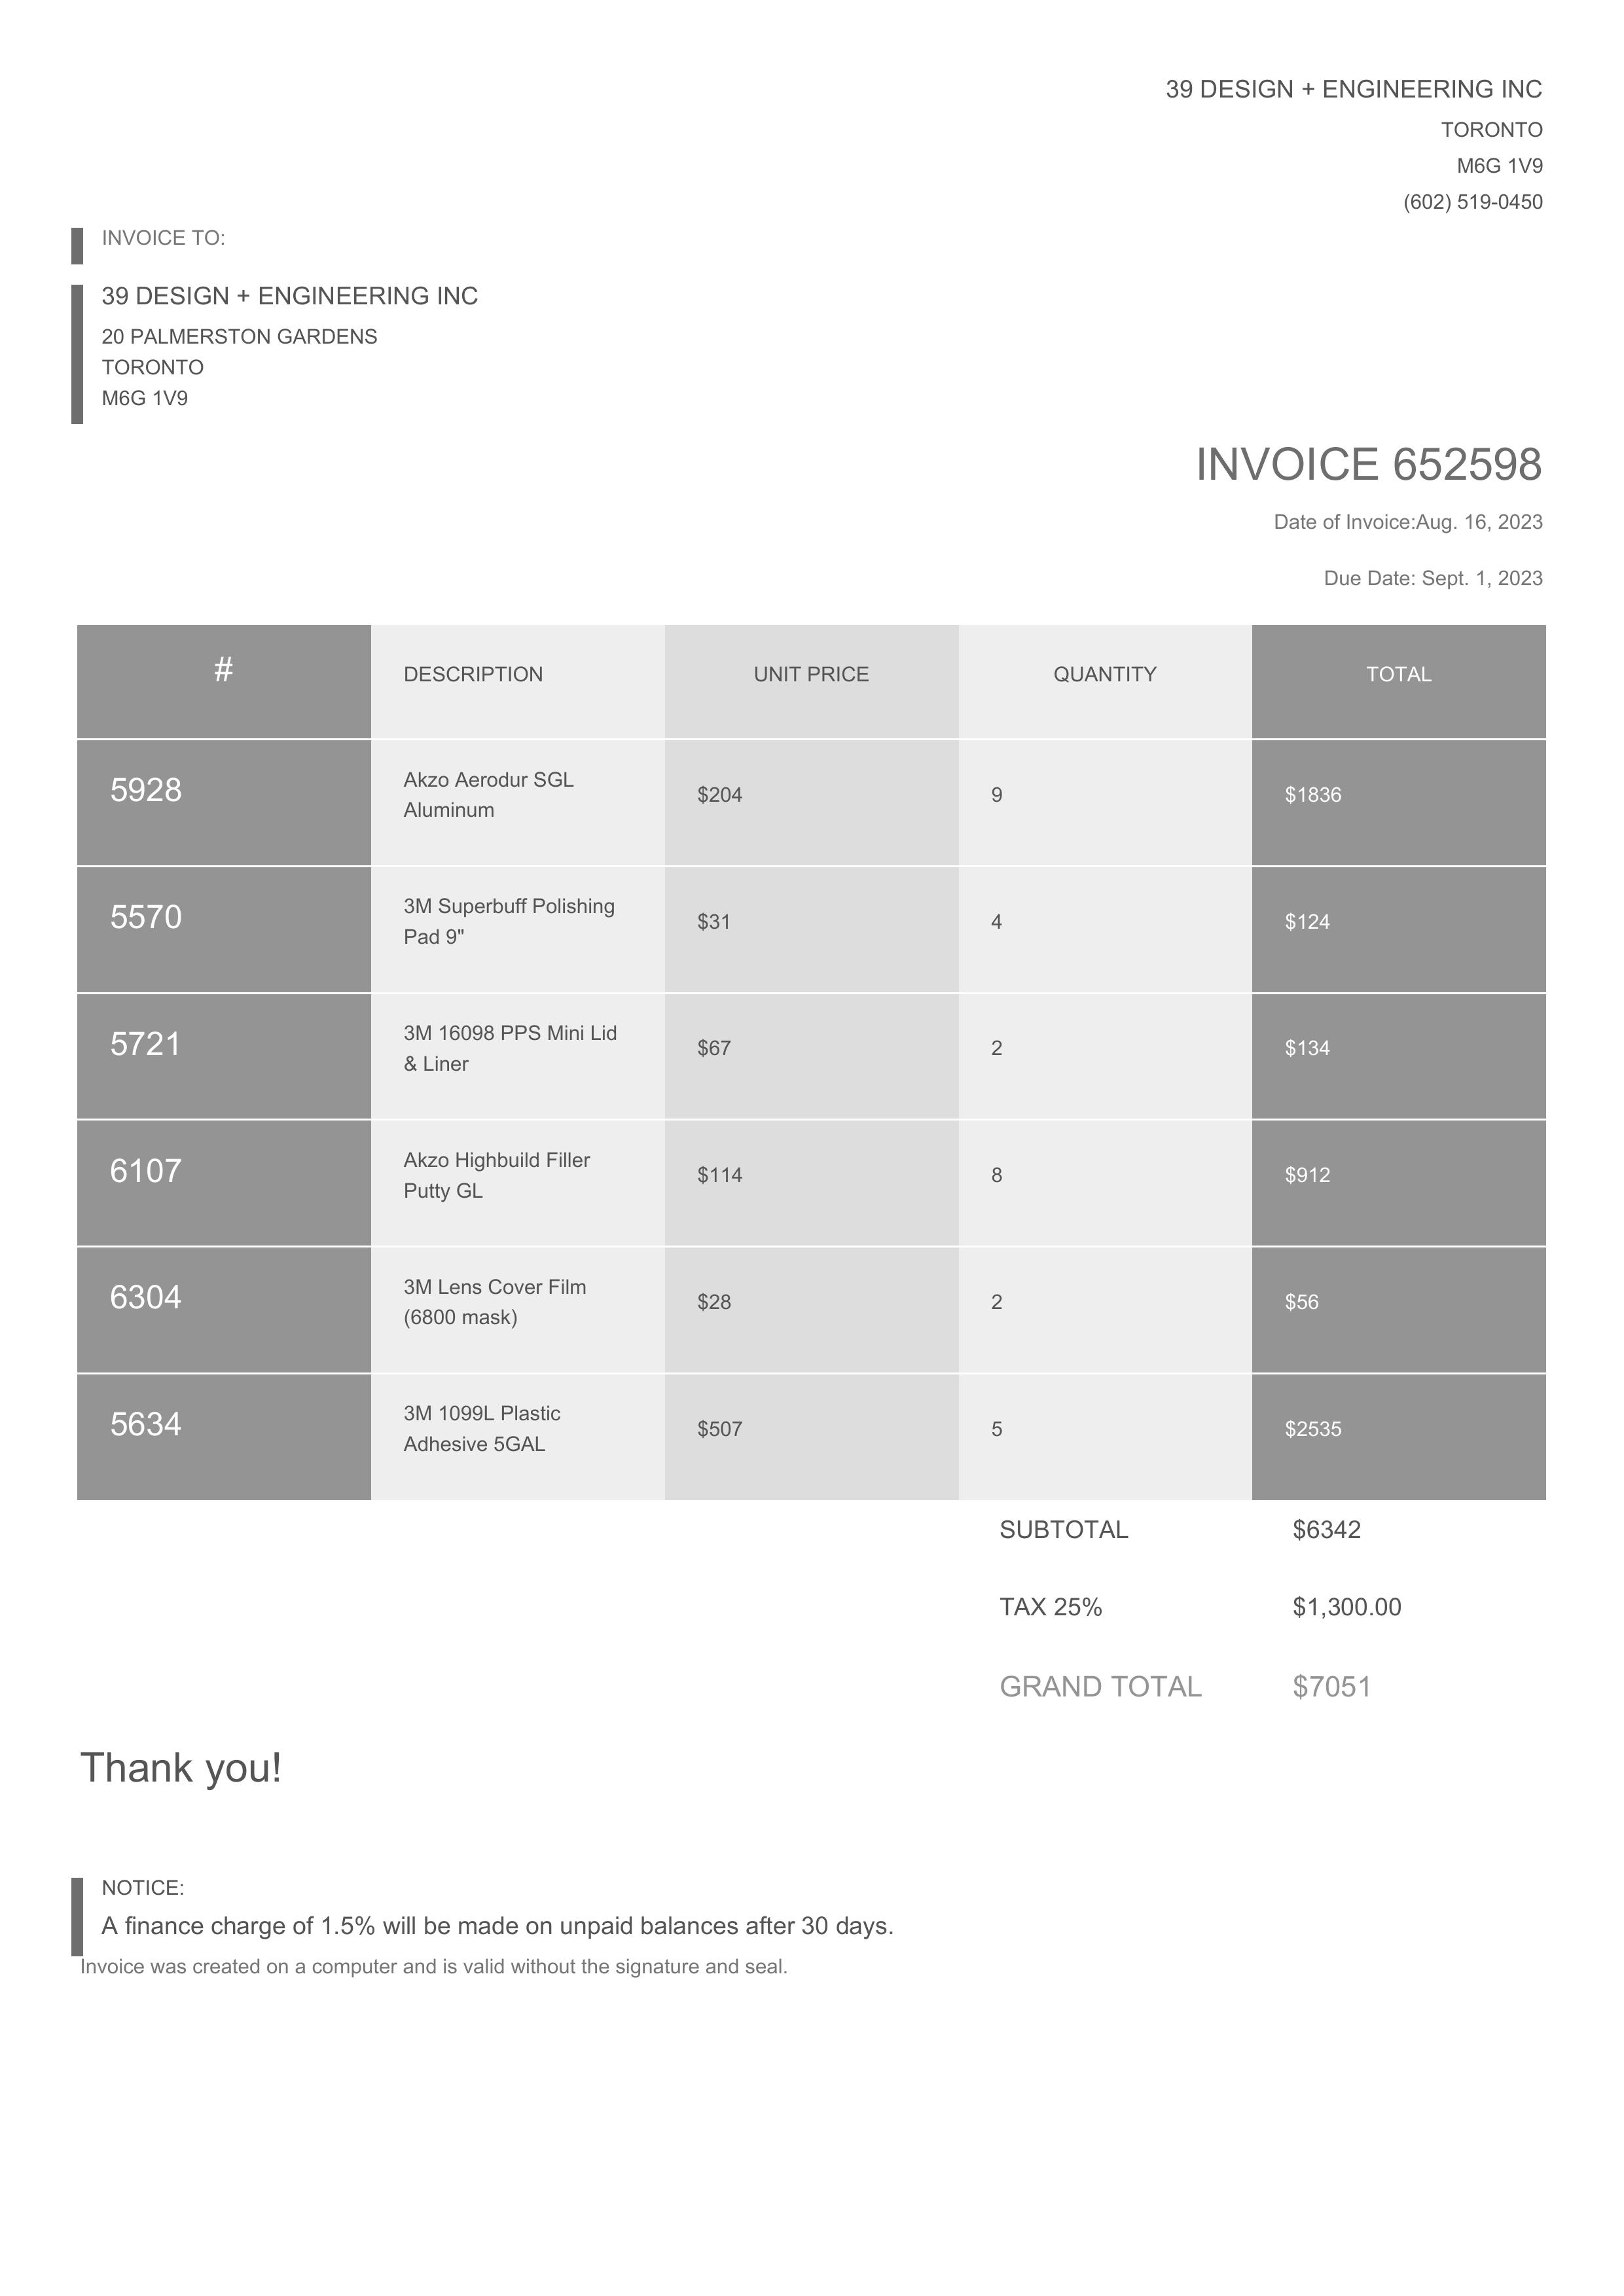 39 DESIGN + ENGINEERING INC
TORONTO
M6G 1V9
(602) 519-0450
INVOICE TO:
39 DESIGN + ENGINEERING INC
20 PALMERSTON GARDENS
TORONTO
M6G 1V9
INVOICE 652598
Date of Invoice:Aug. 16, 2023
Due Date: Sept. 1, 2023
# DESCRIPTION UNIT PRICE QUANTITY TOTAL
5928 Akzo Aerodur SGL $204 9 $1836
Aluminum
5570 3M Superbuff Polishing $31 4 $124
Pad 9"
5721 3M 16098 PPS Mini Lid $67 2 $134
& Liner
6107 Akzo Highbuild Filler $114 8 $912
Putty GL
6304 3M Lens Cover Film $28 2 $56
(6800 mask)
5634 3M 1099L Plastic $507 5 $2535
Adhesive 5GAL
SUBTOTAL $6342
TAX 25% $1,300.00
GRAND TOTAL $7051
Thank you!
NOTICE:
A finance charge of 1.5% will be made on unpaid balances after 30 days.
Invoice was created on a computer and is valid without the signature and seal.